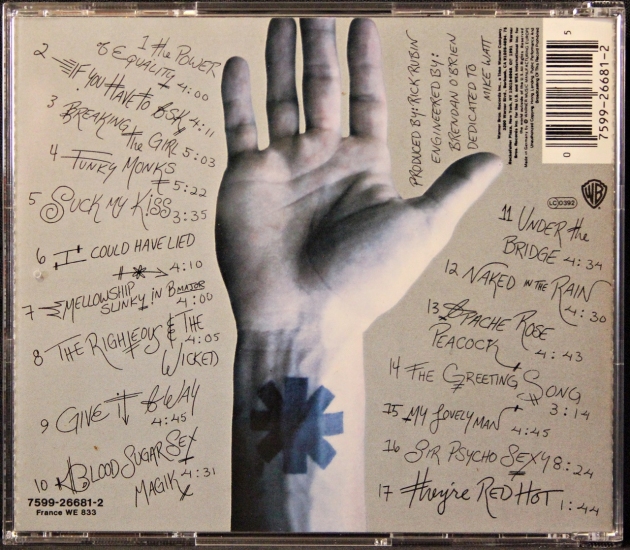 1 The Power
of Equality 4:00
2 If You Have to Ask 4:11
3 Breaking the Girl 5:03
4 Funky Monks
5:22
5 Suck My Kiss 3:35
6 I Could Have Lied
4:10
7 Mellowship
Slinky in B Major
4:00
8 The Righteous & The
4:05
Wicked
9 Give It Away
4:45
10 Blood Sugar Sex
Magik 4:31
7599-26681-2
France WE 833
Produced by: Rick Rubin
Engineered by:
Brendan O'Brien
Dedicated to
Mike Watt
5
7599-26681-2
0
LC 0392
WB
11 Under the
Bridge 4:34
12 Naked in the Rain
4:30
13 Apache Rose
Peacock
4:43
14 The Greeting Song
3:14
15 My Lovely Man
4:45
16 Sir Psycho Sexy 8:24
17 They're Red Hot 1:44